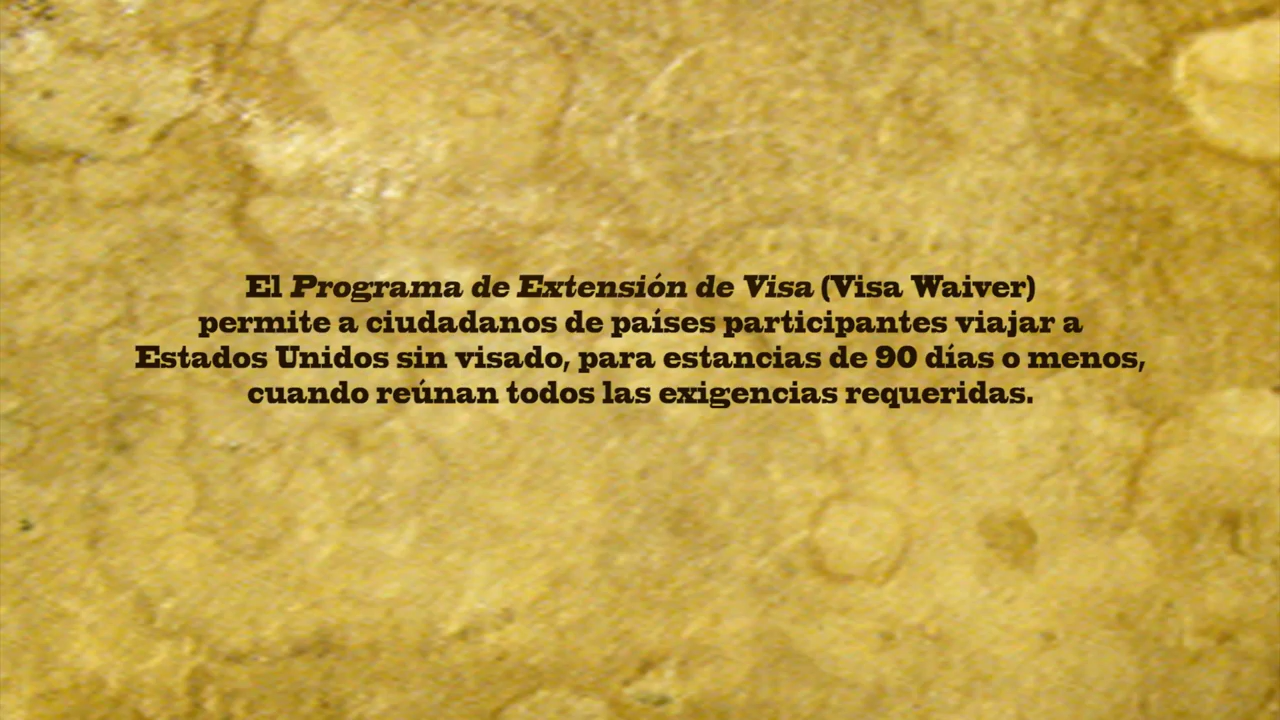 El Programa de Extensión de Visa (Visa Waiver)
permite a ciudadanos de países participantes viajar a
Estados Unidos sin visado, para estancias de 90 días o menos,
cuando reúnan todos las exigencias requeridas.